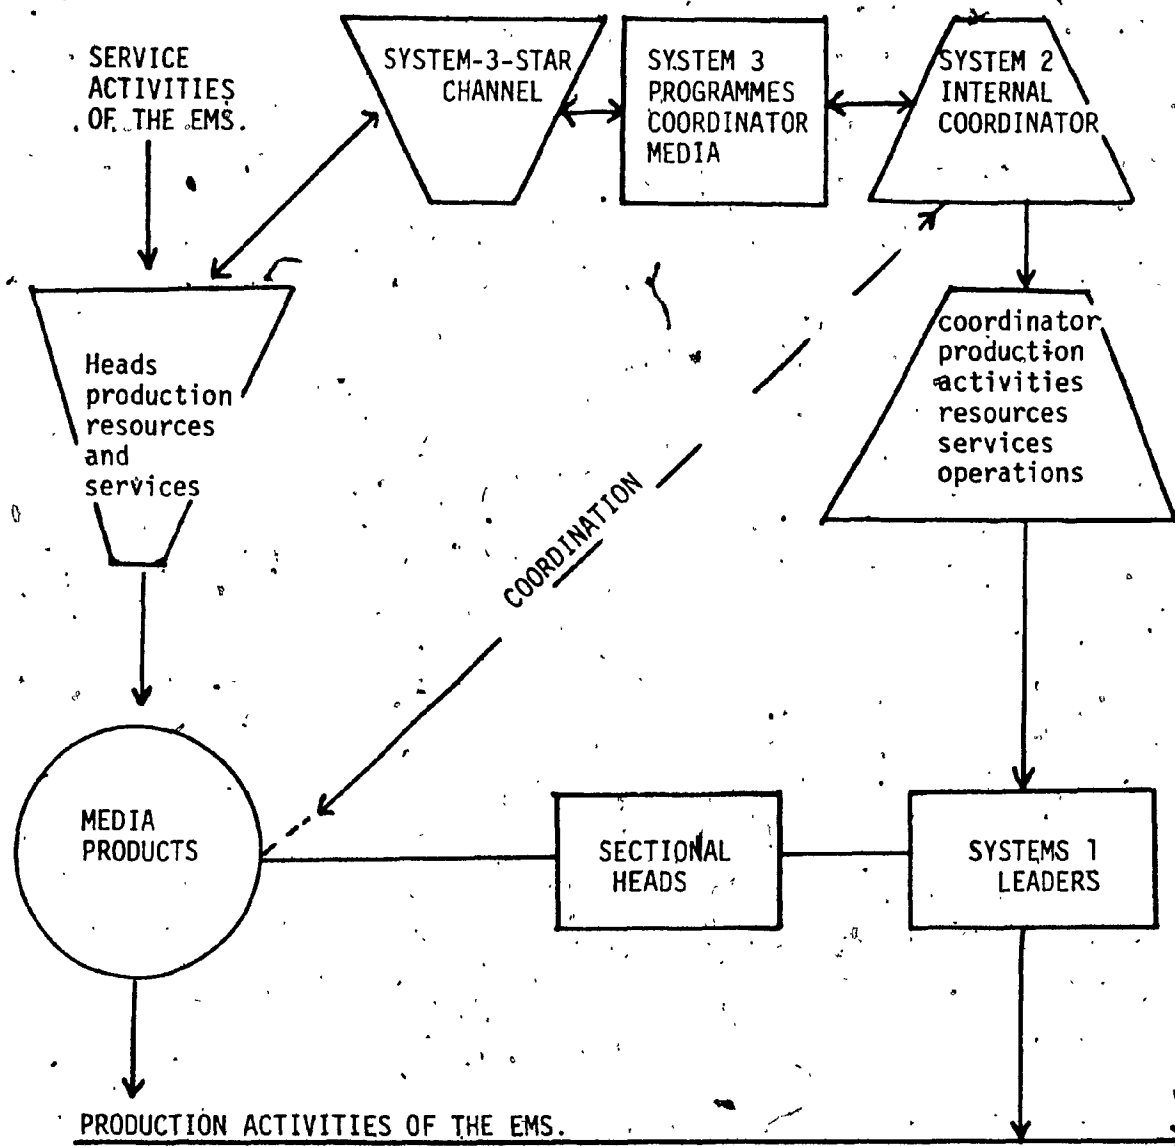 SERVICE
ACTIVITIES
OF THE EMS.
SYSTEM-3-STAR
CHANNEL
SYSTEM 3
PROGRAMMES
COORDINATOR
MEDIA
SYSTEM 2
INTERNAL
COORDINATOR
Heads
production
resources
and
services
coordinator
production
activities
resources
services
operations
COORDINATION
MEDIA
PRODUCTS
SECTIONAL
HEADS
SYSTEMS 1
LEADERS
PRODUCTION ACTIVITIES OF THE EMS.